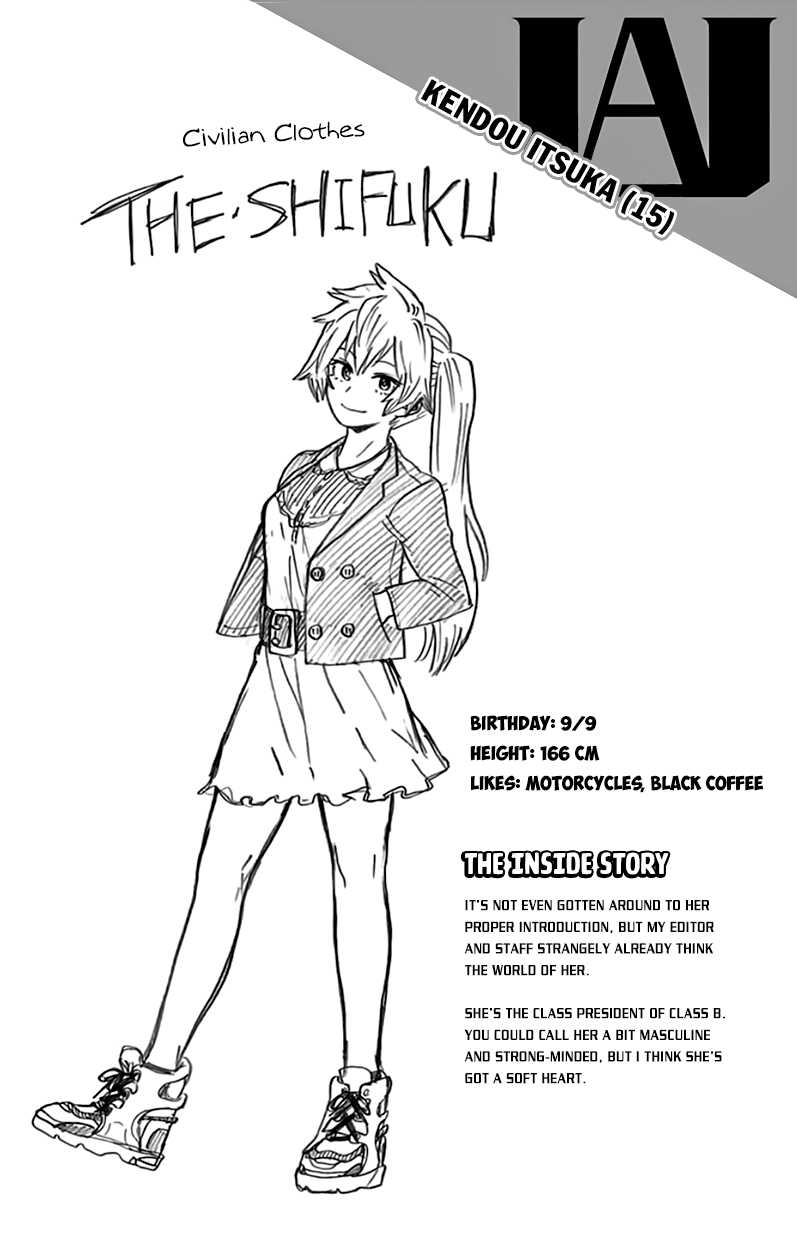 UA
KENDOU ITSUKA (15)
Civilian Clothes
THE·SHIFUKU
BIRTHDAY: 9/9
HEIGHT: 166 CM
LIKES: MOTORCYCLES, BLACK COFFEE
THE INSIDE STORY
IT'S NOT EVEN GOTTEN AROUND TO HER
PROPER INTRODUCTION, BUT MY EDITOR
AND STAFF STRANGELY ALREADY THINK
THE WORLD OF HER.
SHE'S THE CLASS PRESIDENT OF CLASS B.
YOU COULD CALL HER A BIT MASCULINE
AND STRONG-MINDED, BUT I THINK SHE'S
GOT A SOFT HEART.